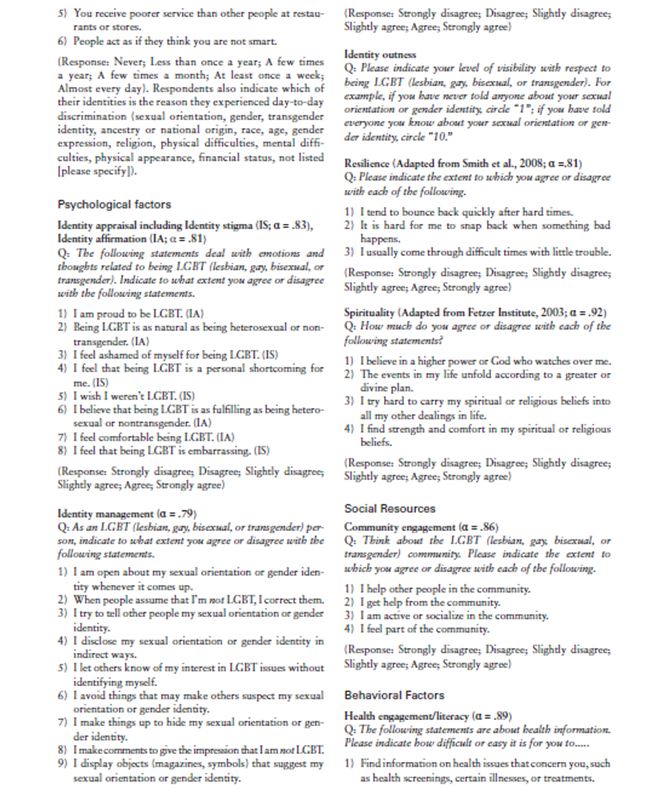 5) You receive poorer service than other people at restau-
rants or stores.
6) People act as if they think you are not smart.
(Response: Never; Less than once a year; A few times
a year; A few times a month; At least once a week;
Almost every day). Respondents also indicate which of
their identities is the reason they experienced day-to-day
discrimination (sexual orientation, gender, transgender
identity, ancestry or national origin, race, age, gender
expression, religion, physical difficulties, mental diffi-
culties, physical appearance, financial status, not listed
[please specify]).
Psychological factors
Identity appraisal including Identity stigma (IS; α = .83),
Identity affirmation (IA; α = .81)
Q: The following statements deal with emotions and
thoughts related to being LGBT (lesbian, gay, bisexual, or
transgender). Indicate to what extent you agree or disagree
with the following statements.
1) I am proud to be LGBT. (IA)
2) Being LGBT is as natural as being heterosexual or non-
transgender. (IA)
3) I feel ashamed of myself for being LGBT. (IS)
4) I feel that being LGBT is a personal shortcoming for
me. (IS)
5) I wish I weren't LGBT. (IS)
6) I believe that being LGBT is as fulfilling as being hetero-
sexual or nontransgender. (IA)
7) I feel comfortable being LGBT. (IA)
8) I feel that being LGBT is embarrassing. (IS)
(Response: Strongly disagree; Disagree; Slightly disagree;
Slightly agree; Agree; Strongly agree)
Identity management (α = .79)
Q: As an LGBT (lesbian, gay, bisexual, or transgender) per-
son, indicate to what extent you agree or disagree with the
following statements.
1) I am open about my sexual orientation or gender iden-
tity whenever it comes up.
2) When people assume that I'm not LGBT, I correct them.
3) I try to tell other people my sexual orientation or gender
identity.
4) I disclose my sexual orientation or gender identity in
indirect ways.
5) I let others know of my interest in LGBT issues without
identifying myself.
6) I avoid things that may make others suspect my sexual
orientation or gender identity.
7) I make things up to hide my sexual orientation or gen-
der identity.
8) I make comments to give the impression that I am not LGBT.
9) I display objects (magazines, symbols) that suggest my
sexual orientation or gender identity.
(Response: Strongly disagree; Disagree; Slightly disagree;
Slightly agree; Agree; Strongly agree)
Identity outness
Q: Please indicate your level of visibility with respect to
being LGBT (lesbian, gay, bisexual, or transgender). For
example, if you have never told anyone about your sexual
orientation or gender identity, circle "1"; if you have told
everyone you know about your sexual orientation or gen-
der identity, circle "10."
Resilience (Adapted from Smith et al., 2008; α =.81)
Q: Please indicate the extent to which you agree or disagree
with each of the following.
1) I tend to bounce back quickly after hard times.
2) It is hard for me to snap back when something bad
happens.
3) I usually come through difficult times with little trouble.
(Response: Strongly disagree; Disagree; Slightly disagree;
Slightly agree; Agree; Strongly agree)
Spirituality (Adapted from Fetzer Institute, 2003; α = .92)
Q: How much do you agree or disagree with each of the
following statements?
1) I believe in a higher power or God who watches over me.
2) The events in my life unfold according to a greater or
divine plan.
3) I try hard to carry my spiritual or religious beliefs into
all my other dealings in life.
4) I find strength and comfort in my spiritual or religious
beliefs.
(Response: Strongly disagree; Disagree; Slightly disagree;
Slightly agree; Agree; Strongly agree)
Social Resources
Community engagement (α = .86)
Q: Think about the LGBT (lesbian, gay, bisexual, or
transgender) community. Please indicate the extent to
which you agree or disagree with each of the following.
1) I help other people in the community.
2) I get help from the community.
3) I am active or socialize in the community.
4) I feel part of the community.
(Response: Strongly disagree; Disagree; Slightly disagree;
Slightly agree; Agree; Strongly agree)
Behavioral Factors
Health engagement/literacy (α = .89)
Q: The following statements are about health information.
Please indicate how difficult or easy it is for you to.....
1) Find information on health issues that concern you, such
as health screenings, certain illnesses, or treatments.